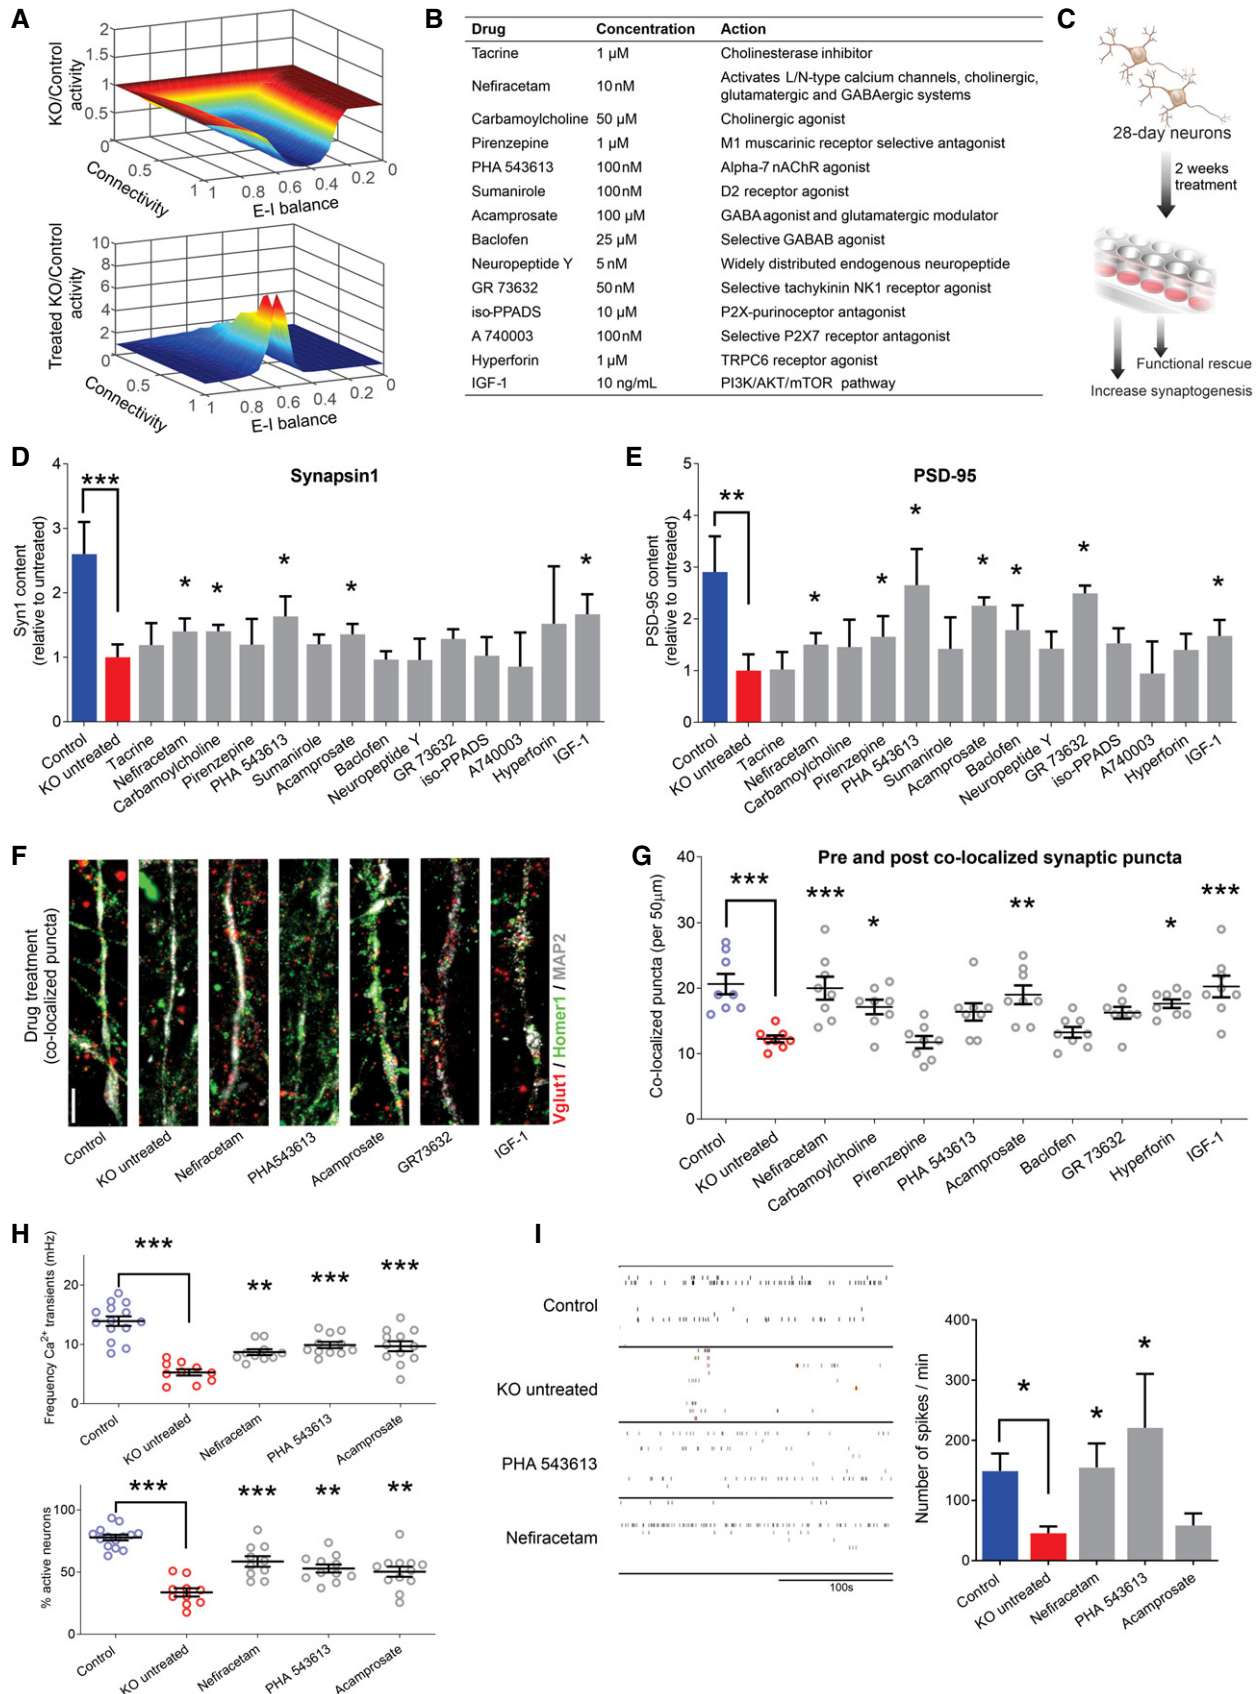 A
KO/Control
activity
2
1.5
1
0.5
0
0
0.5
1
Connectivity
1
0.8
0.6
0.4
0.2
0
E-I balance
Treated KO/Control
activity
10
8
6
4
2
0
0
0.5
1
Connectivity
1
0.8
0.6
0.4
0.2
0
E-I balance
B
Drug Concentration Action
Tacrine 1 µM Cholinesterase inhibitor
Nefiracetam 10 nM Activates L/N-type calcium channels, cholinergic,
glutamatergic and GABAergic systems
Carbamoylcholine 50 µM Cholinergic agonist
Pirenzepine 1 µM M1 muscarinic receptor selective antagonist
PHA 543613 100 nM Alpha-7 nAChR agonist
Sumanirole 100 nM D2 receptor agonist
Acamprosate 100 µM GABA agonist and glutamatergic modulator
Baclofen 25 µM Selective GABAB agonist
Neuropeptide Y 5 nM Widely distributed endogenous neuropeptide
GR 73632 50 nM Selective tachykinin NK1 receptor agonist
iso-PPADS 10 µM P2X-purinoceptor antagonist
A 740003 100 nM Selective P2X7 receptor antagonist
Hyperforin 1 µM TRPC6 receptor agonist
IGF-1 10 ng/mL PI3K/AKT/mTOR pathway
C
28-day neurons
2 weeks
treatment
Functional rescue
Increase synaptogenesis
D
Synapsin1
Syn1 content
(relative to untreated)
4
3
2
1
0
***
*
*
*
*
*
Control
KO untreated
Tacrine
Nefiracetam
Carbamoylcholine
Pirenzepine
PHA 543613
Sumanirole
Acamprosate
Baclofen
Neuropeptide Y
GR 73632
iso-PPADS
A740003
Hyperforin
IGF-1
E
PSD-95
PSD-95 content
(relative to untreated)
5
4
3
2
1
0
**
*
*
*
*
*
*
*
Control
KO untreated
Tacrine
Nefiracetam
Carbamoylcholine
Pirenzepine
PHA 543613
Sumanirole
Acamprosate
Baclofen
Neuropeptide Y
GR 73632
iso-PPADS
A740003
Hyperforin
IGF-1
F
Drug treatment
(co-localized puncta)
Vglut1 / Homer1 / MAP2
Control
KO untreated
Nefiracetam
PHA543613
Acamprosate
GR73632
IGF-1
G
Pre and post co-localized synaptic puncta
Co-localized puncta (per 50µm)
40
30
20
10
0
***
***
*
**
*
***
Control
KO untreated
Nefiracetam
Carbamoylcholine
Pirenzepine
PHA 543613
Acamprosate
Baclofen
GR 73632
Hyperforin
IGF-1
H
Frequency Ca2+ transients (mHz)
20
10
0
***
**
***
***
Control
KO untreated
Nefiracetam
PHA 543613
Acamprosate
% active neurons
100
50
0
***
***
**
**
Control
KO untreated
Nefiracetam
PHA 543613
Acamprosate
I
Control
KO untreated
PHA 543613
Nefiracetam
100s
Number of spikes / min
400
300
200
100
0
*
*
*
Control
KO untreated
Nefiracetam
PHA 543613
Acamprosate